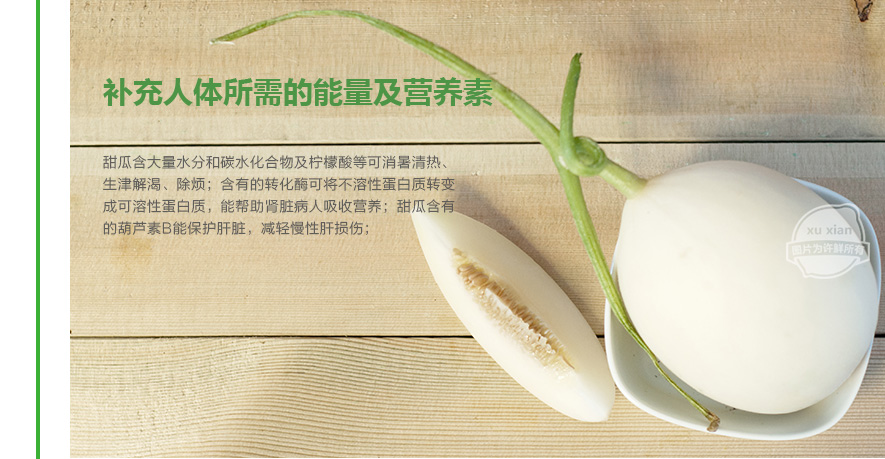 补充人体所需的能量及营养素
甜瓜含大量水分和碳水化合物及柠檬酸等可消暑清热、
生津解渴、除烦；含有的转化酶可将不溶性蛋白质转变
成可溶性蛋白质，能帮助肾脏病人吸收营养；甜瓜含有
的葫芦素B能保护肝脏，减轻慢性肝损伤；
xu xian
图片为许鲜所有